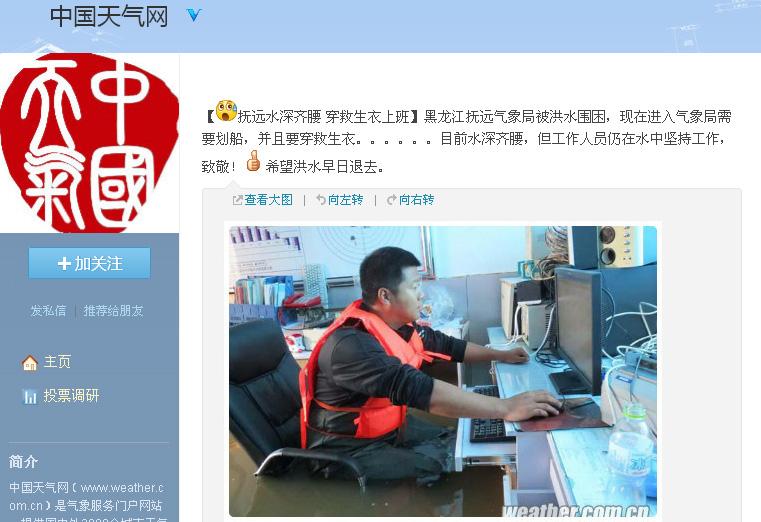 中国天气网
中国天气
【抚远水深齐腰 穿救生衣上班】黑龙江抚远气象局被洪水围困，现在进入气象局需
要划船，并且要穿救生衣。。。。。。目前水深齐腰，但工作人员仍在水中坚持工作，
致敬！ 希望洪水早日退去。
查看大图 | 向左转 | 向右转
+加关注
发私信 | 推荐给朋友
主页
投票调研
简介
中国天气网（www.weather.c
om.cn）是气象服务门户网站
weather.com.cn